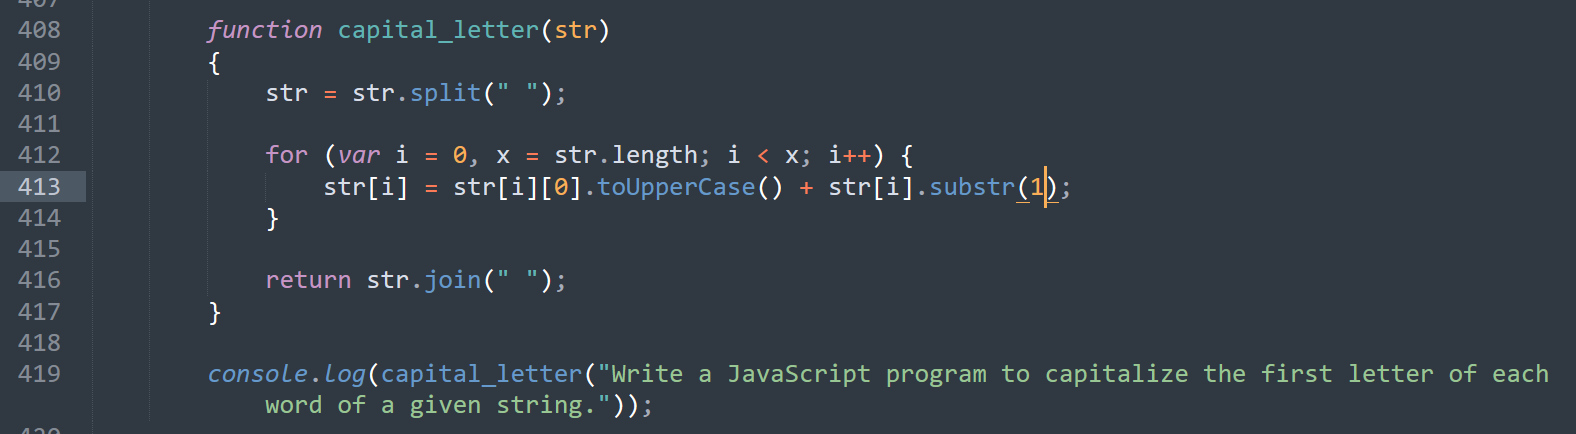 407
408 function capital_letter(str)
409 {
410 str = str.split(" ");
411
412 for (var i = 0, x = str.length; i < x; i++) {
413 str[i] = str[i][0].toUpperCase() + str[i].substr(1);
414 }
415
416 return str.join(" ");
417 }
418
419 console.log(capital_letter("Write a JavaScript program to capitalize the first letter of each
word of a given string."));
420